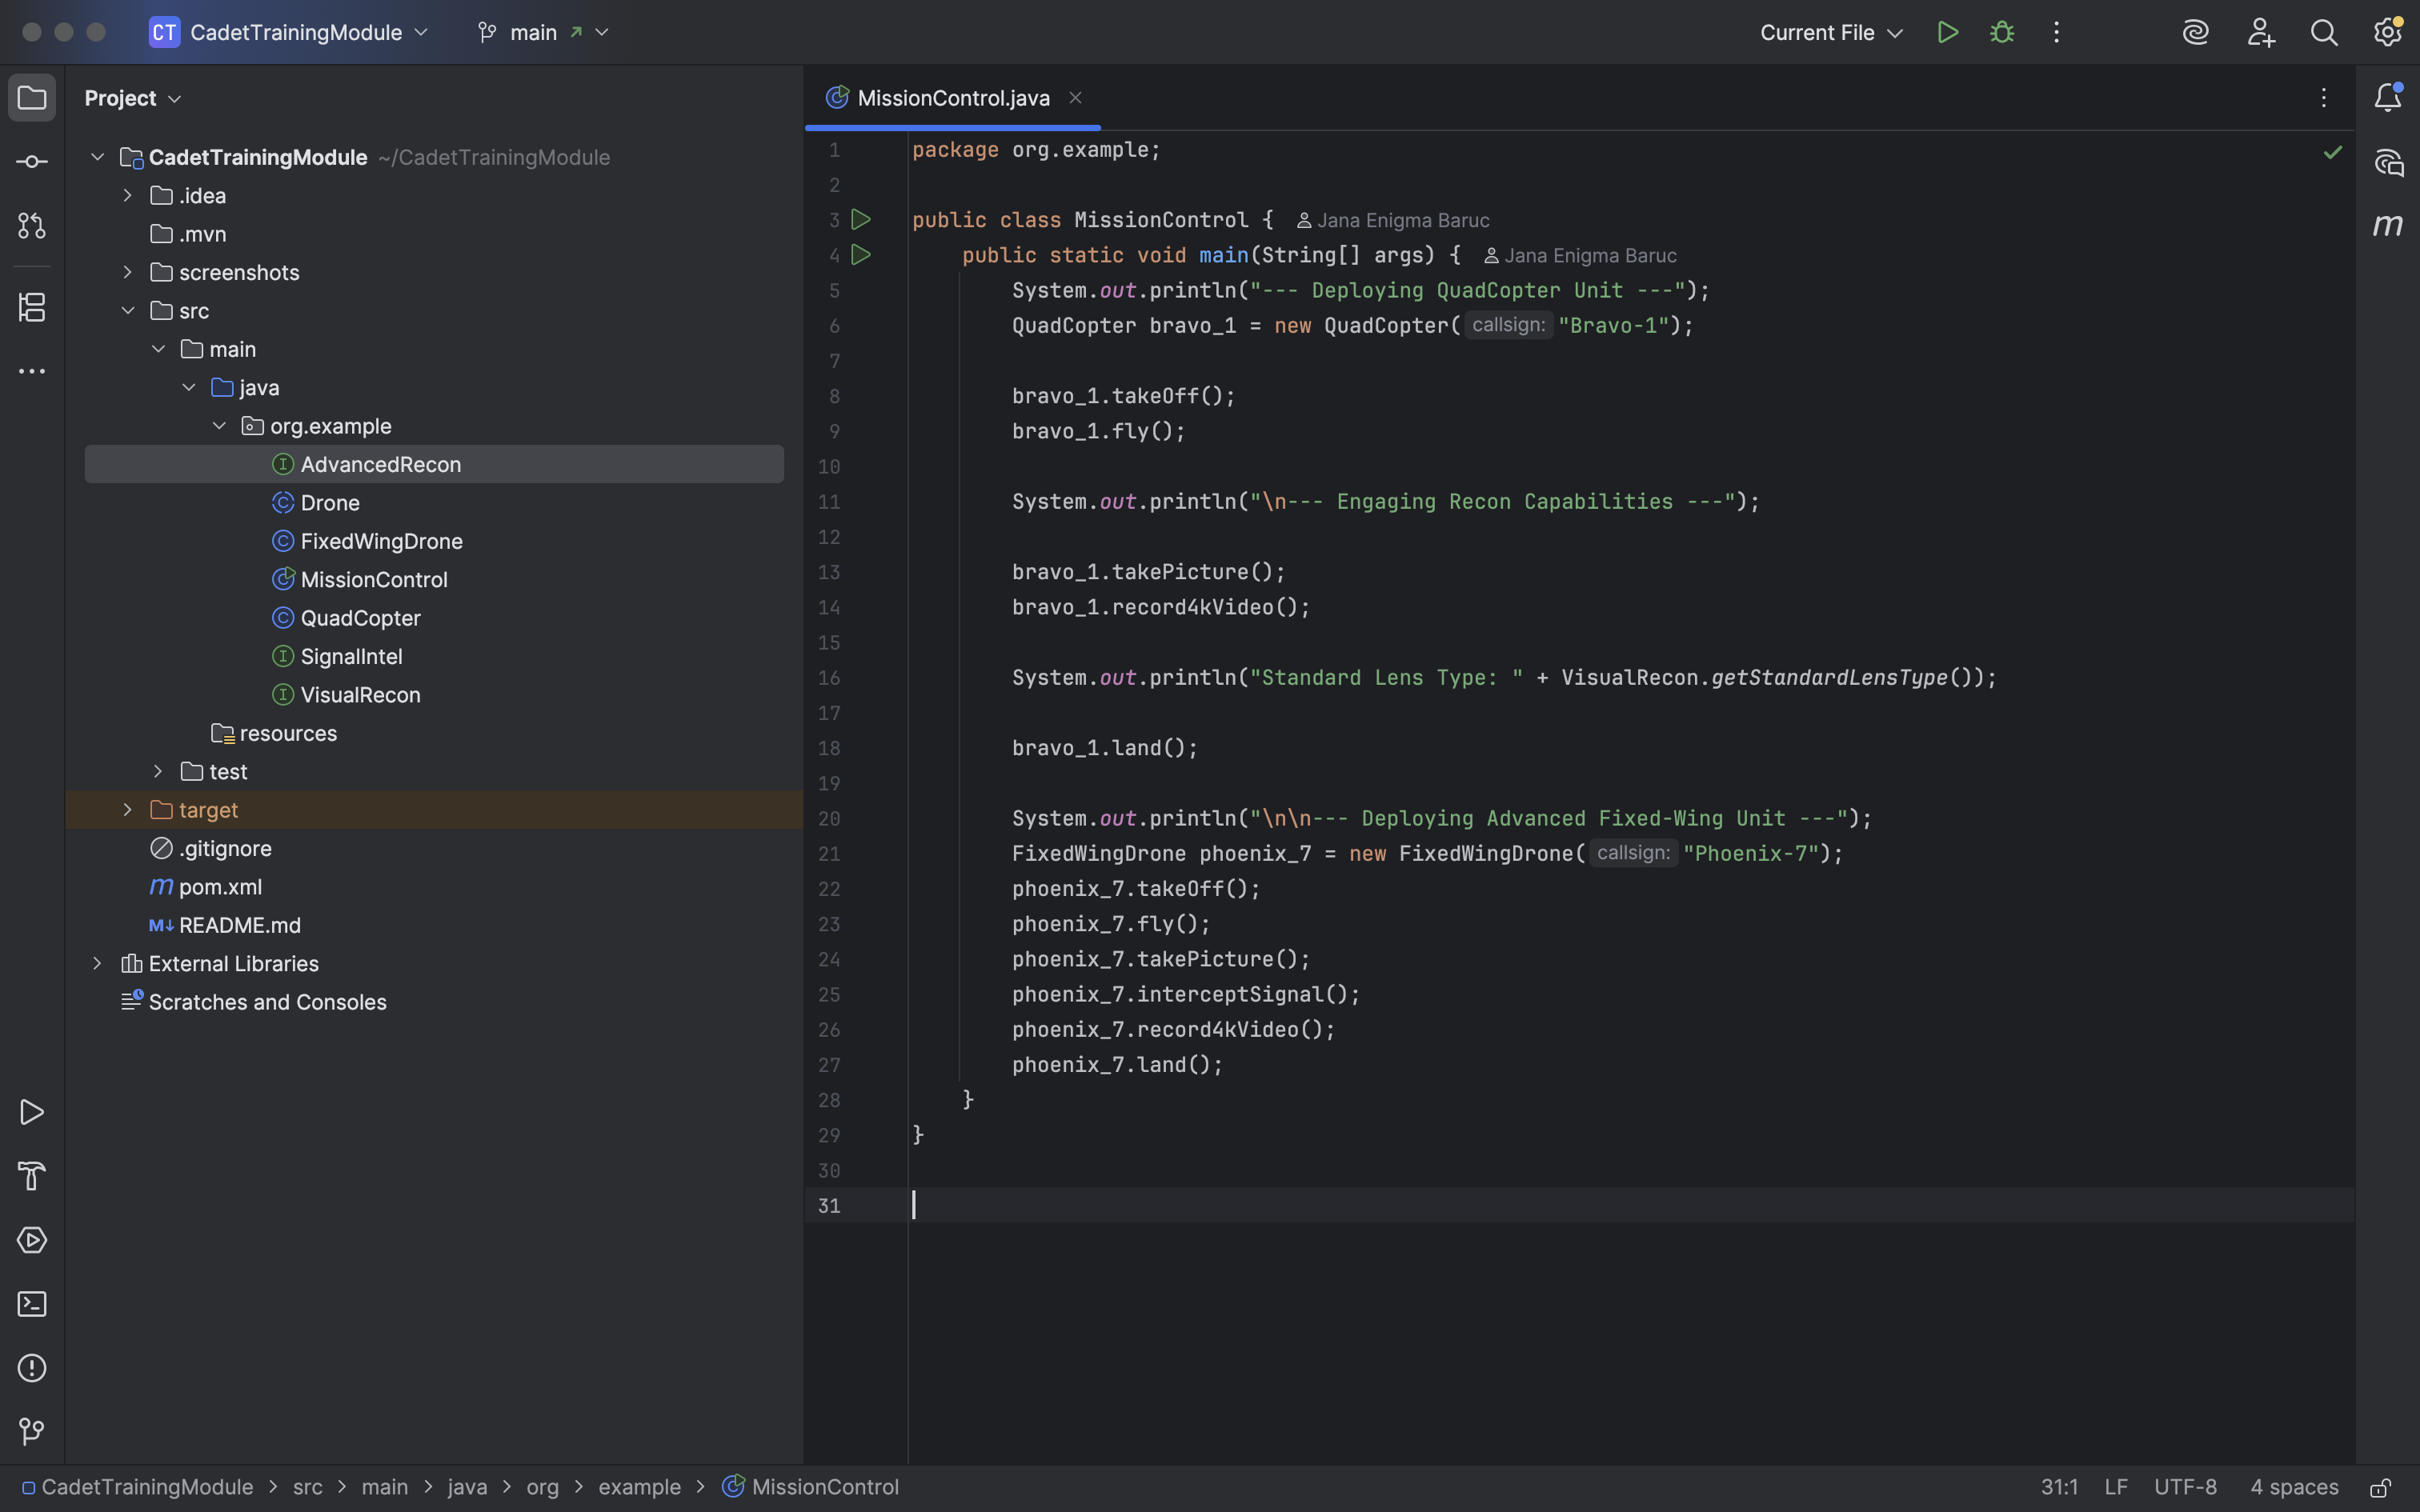 CT CadetTrainingModule main Current File
Project
CadetTrainingModule ~/CadetTrainingModule
.idea
.mvn
screenshots
src
main
java
org.example
AdvancedRecon
Drone
FixedWingDrone
MissionControl
QuadCopter
SignalIntel
VisualRecon
resources
test
target
.gitignore
m pom.xml
M↓ README.md
External Libraries
Scratches and Consoles
MissionControl.java
1 package org.example;
2
3 public class MissionControl { Jana Enigma Baruc
4 public static void main(String[] args) { Jana Enigma Baruc
5 System.out.println("--- Deploying QuadCopter Unit ---");
6 QuadCopter bravo_1 = new QuadCopter( callsign: "Bravo-1");
7
8 bravo_1.takeOff();
9 bravo_1.fly();
10
11 System.out.println("\n--- Engaging Recon Capabilities ---");
12
13 bravo_1.takePicture();
14 bravo_1.record4kVideo();
15
16 System.out.println("Standard Lens Type: " + VisualRecon.getStandardLensType());
17
18 bravo_1.land();
19
20 System.out.println("\n\n--- Deploying Advanced Fixed-Wing Unit ---");
21 FixedWingDrone phoenix_7 = new FixedWingDrone( callsign: "Phoenix-7");
22 phoenix_7.takeOff();
23 phoenix_7.fly();
24 phoenix_7.takePicture();
25 phoenix_7.interceptSignal();
26 phoenix_7.record4kVideo();
27 phoenix_7.land();
28 }
29 }
30
31
m
CadetTrainingModule > src > main > java > org > example > MissionControl 31:1 LF UTF-8 4 spaces